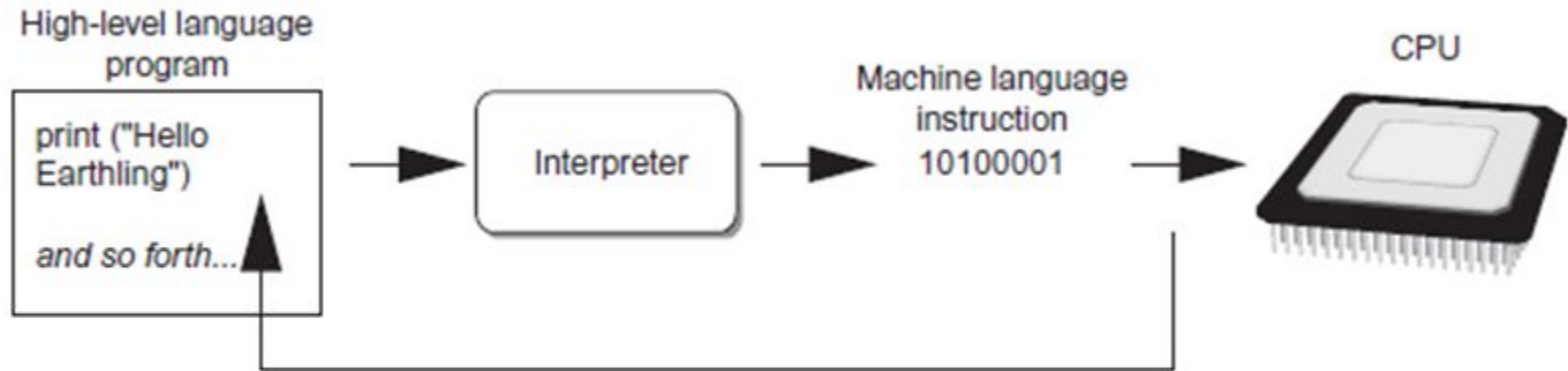 High-level language
program
print ("Hello
Earthling")
and so forth...
Interpreter
Machine language
instruction
10100001
CPU